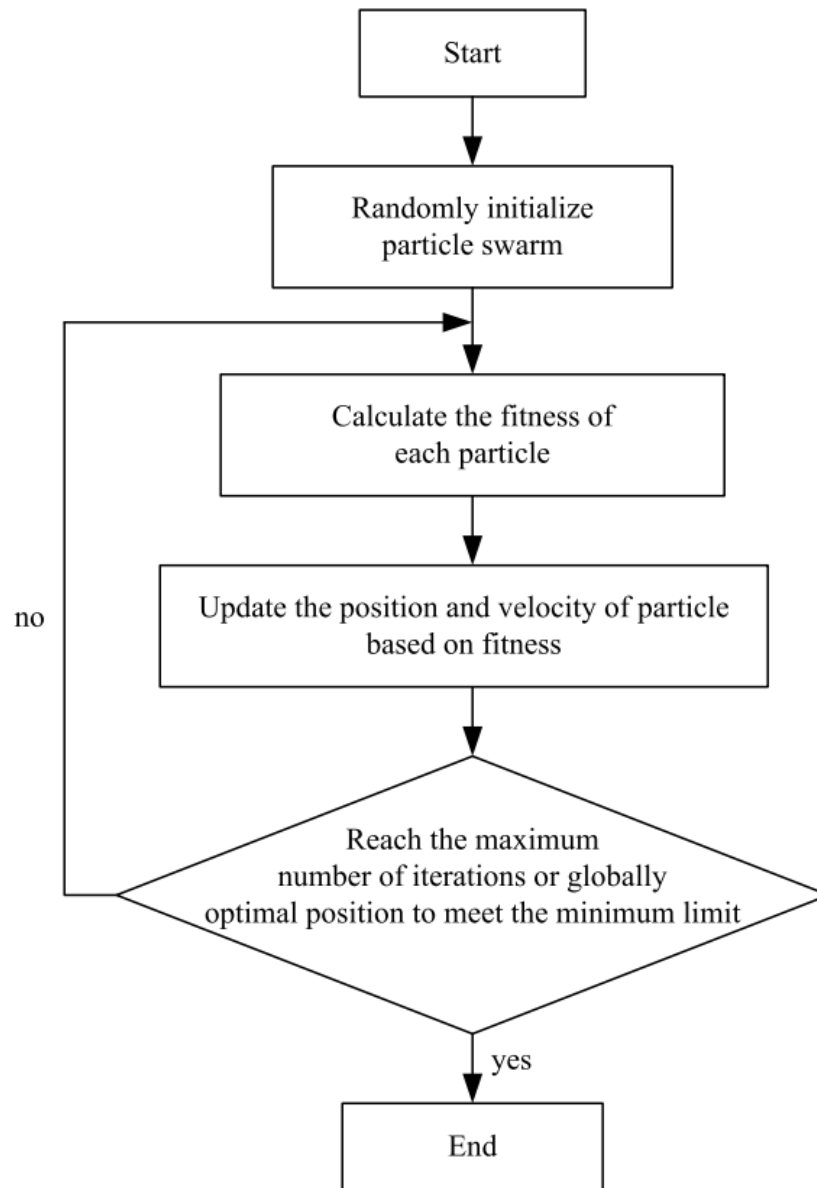 Start
Randomly initialize
particle swarm
Calculate the fitness of
each particle
no
Update the position and velocity of particle
based on fitness
Reach the maximum
number of iterations or globally
optimal position to meet the minimum limit
yes
End